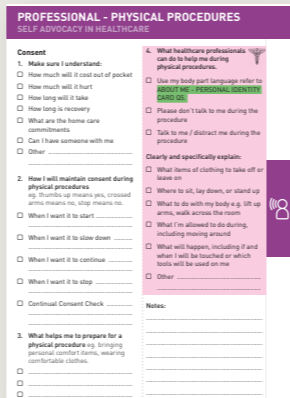 PROFESSIONAL - PHYSICAL PROCEDURES
SELF ADVOCACY IN HEALTHCARE
Consent
1. Make sure I understand:
How much will it cost out of pocket
How much will it hurt
How long will it take
How long is recovery
What are the home care
commitments
Can I have someone with me
Other
2. How I will maintain consent during
physical procedures
eg. thumbs up means yes, crossed
arms means no, stop means no.
When I want it to start
When I want it to slow down
When I want it to continue
When I want it to stop
Continual Consent Check
3. What helps me to prepare for a
physical procedure eg. bringing
personal comfort items, wearing
comfortable clothes.
4. What healthcare professionals
can do to help me during
physical procedures.
Use my body part language refer to
ABOUT ME - PERSONAL IDENTITY
CARD Q5.
Please don't talk to me during the
procedure
Talk to me / distract me during the
procedure
Clearly and specifically explain:
What items of clothing to take off or
leave on
Where to sit, lay down, or stand up
What to do with my body e.g. lift up
arms, walk across the room
What I'm allowed to do during,
including moving around
What will happen, including if and
when I will be touched or which
tools will be used on me
Other
Notes: